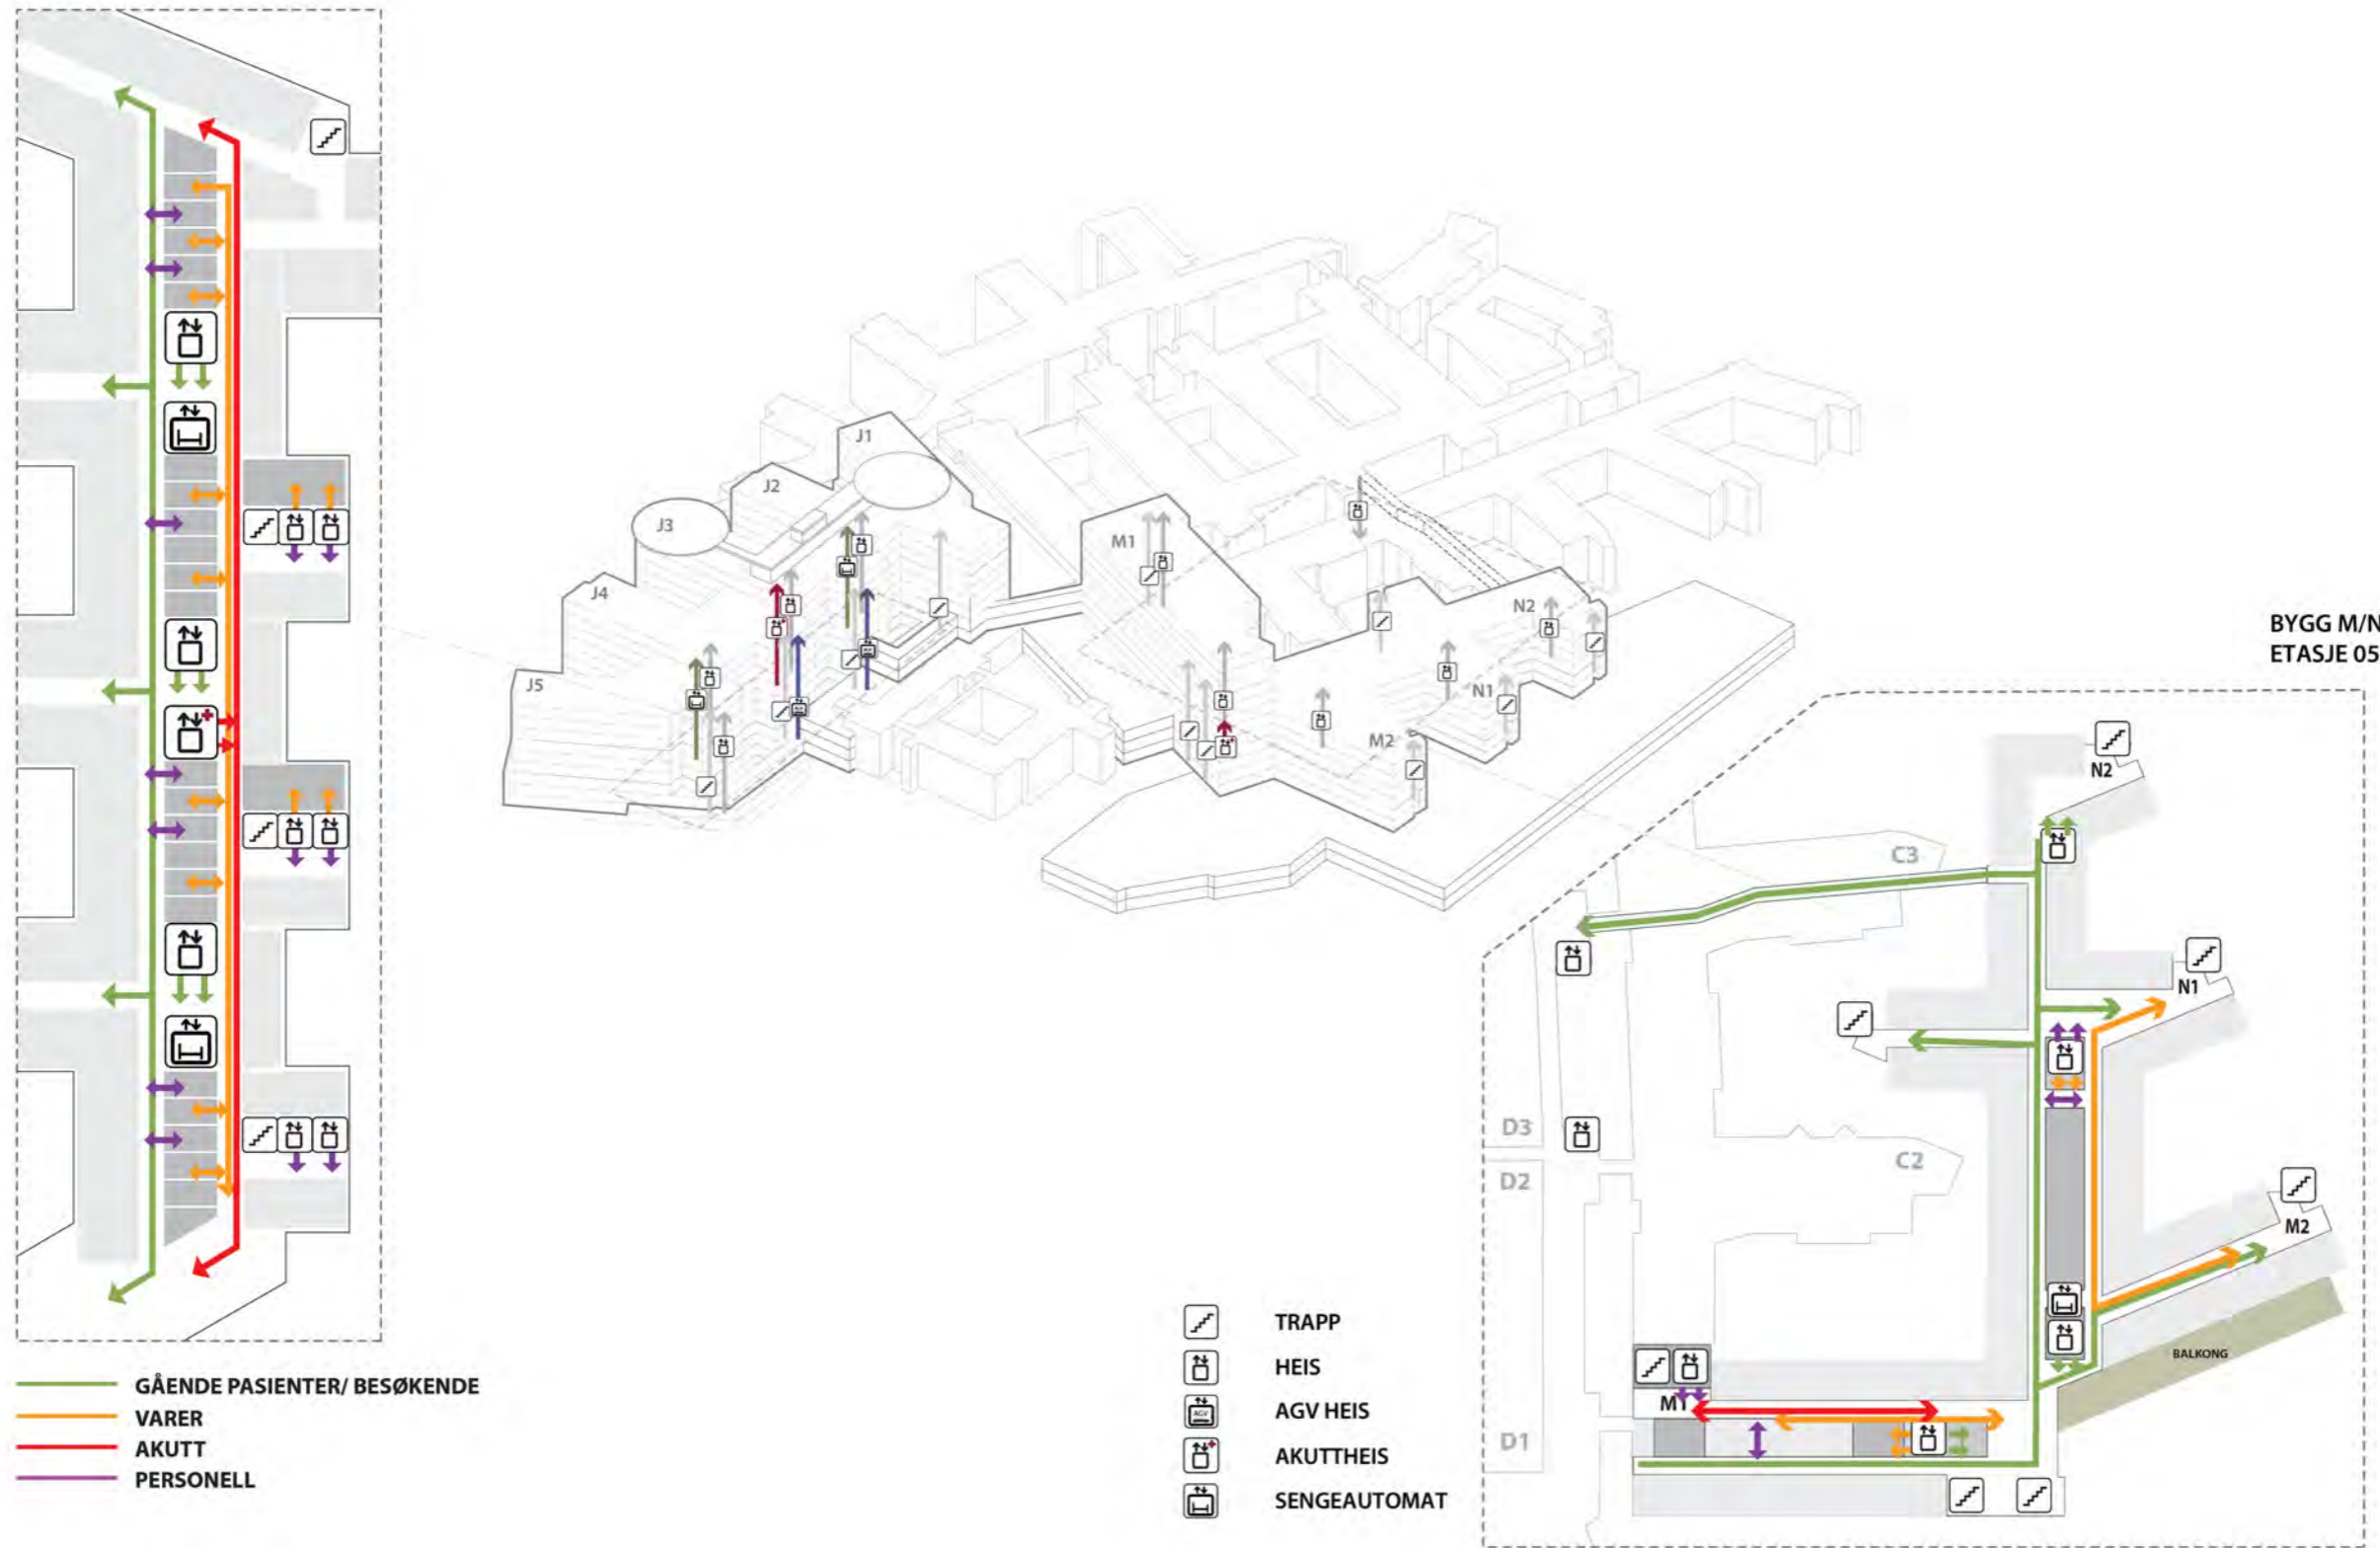 J1
J2
J3
J4
J5
M1
M2
N1
N2
BYGG M/N
ETASJE 05
N2
C3
N1
D3
D2
C2
M2
BALKONG
M1
D1
GÅENDE PASIENTER/ BESØKENDE
VARER
AKUTT
PERSONELL
TRAPP
HEIS
AGV
AGV HEIS
AKUTTHEIS
SENGEAUTOMAT